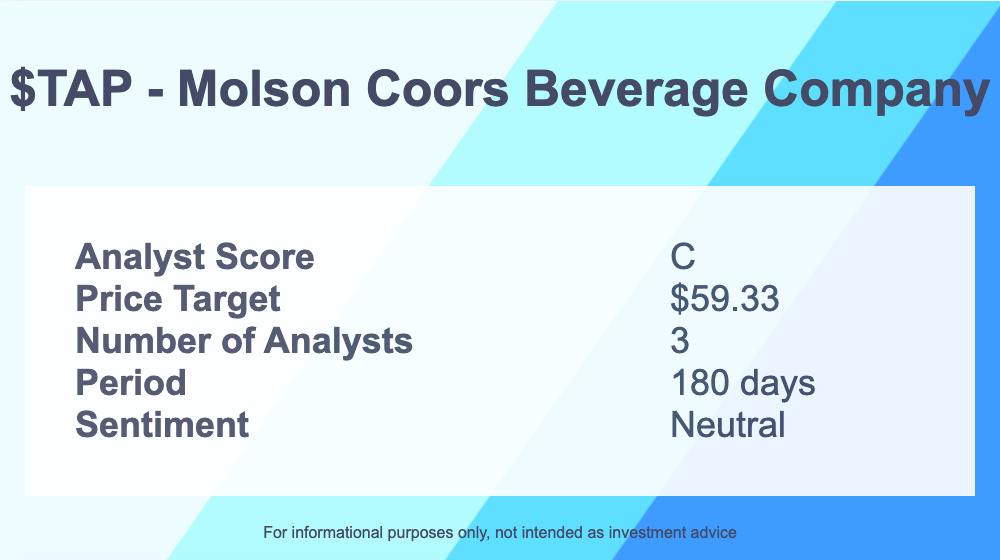 $TAP - Molson Coors Beverage Company
Analyst Score C
Price Target $59.33
Number of Analysts 3
Period 180 days
Sentiment Neutral
For informational purposes only, not intended as investment advice